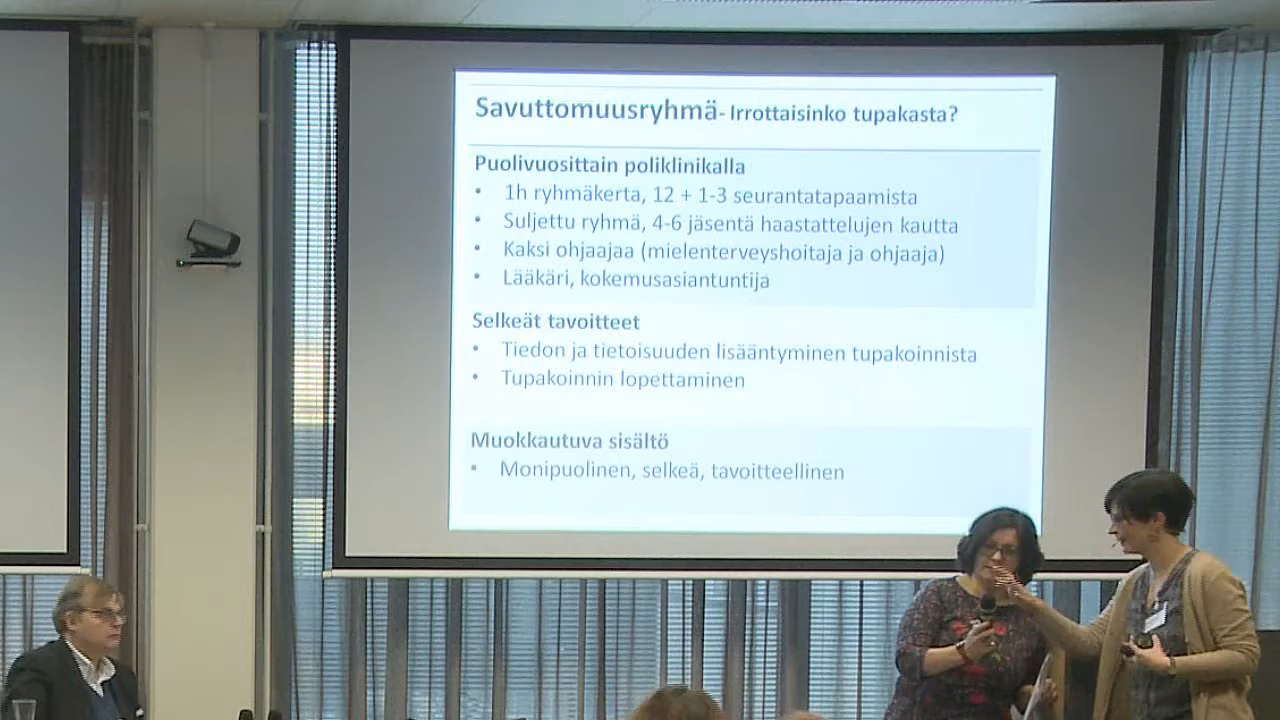 Savuttomuusryhmä- Irrottaisinko tupakasta?
Puolivuosittain poliklinikalla
• 1h ryhmäkerta, 12 + 1-3 seurantatapaamista
• Suljettu ryhmä, 4-6 jäsentä haastattelujen kautta
• Kaksi ohjaajaa (mielenterveyshoitaja ja ohjaaja)
• Lääkäri, kokemusasiantuntija
Selkeät tavoitteet
• Tiedon ja tietoisuuden lisääntyminen tupakoinnista
• Tupakoinnin lopettaminen
Muokkautuva sisältö
• Monipuolinen, selkeä, tavoitteellinen